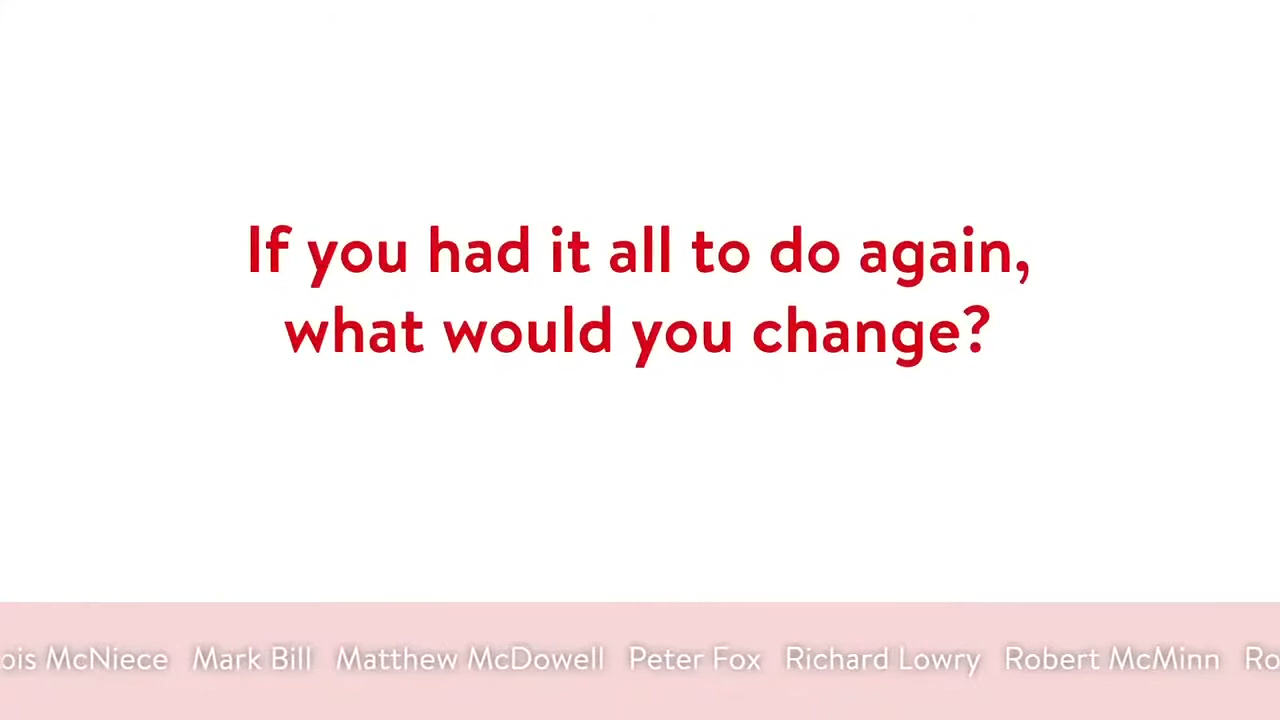 If you had it all to do again,
what would you change?
McNiece Mark Bill Matthew McDowell Peter Fox Richard Lowry Robert McMinn